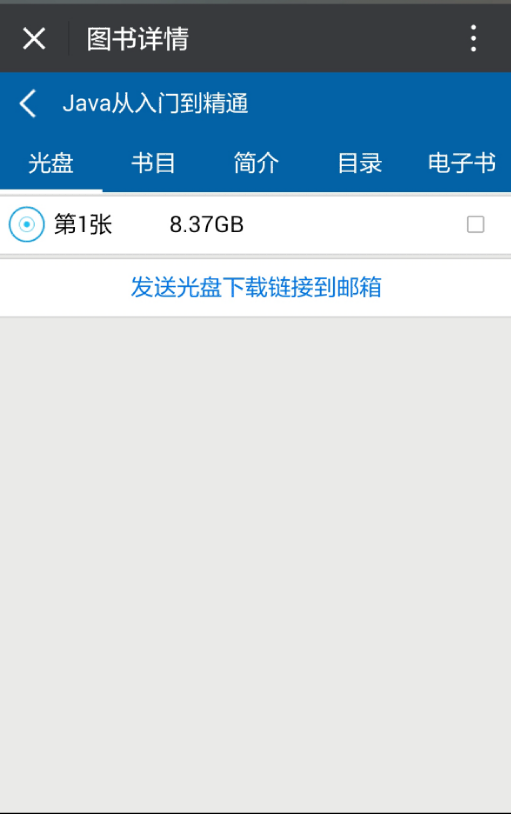 图书详情
Java从入门到精通
光盘 书目 简介 目录 电子书
第1张 8.37GB
发送光盘下载链接到邮箱